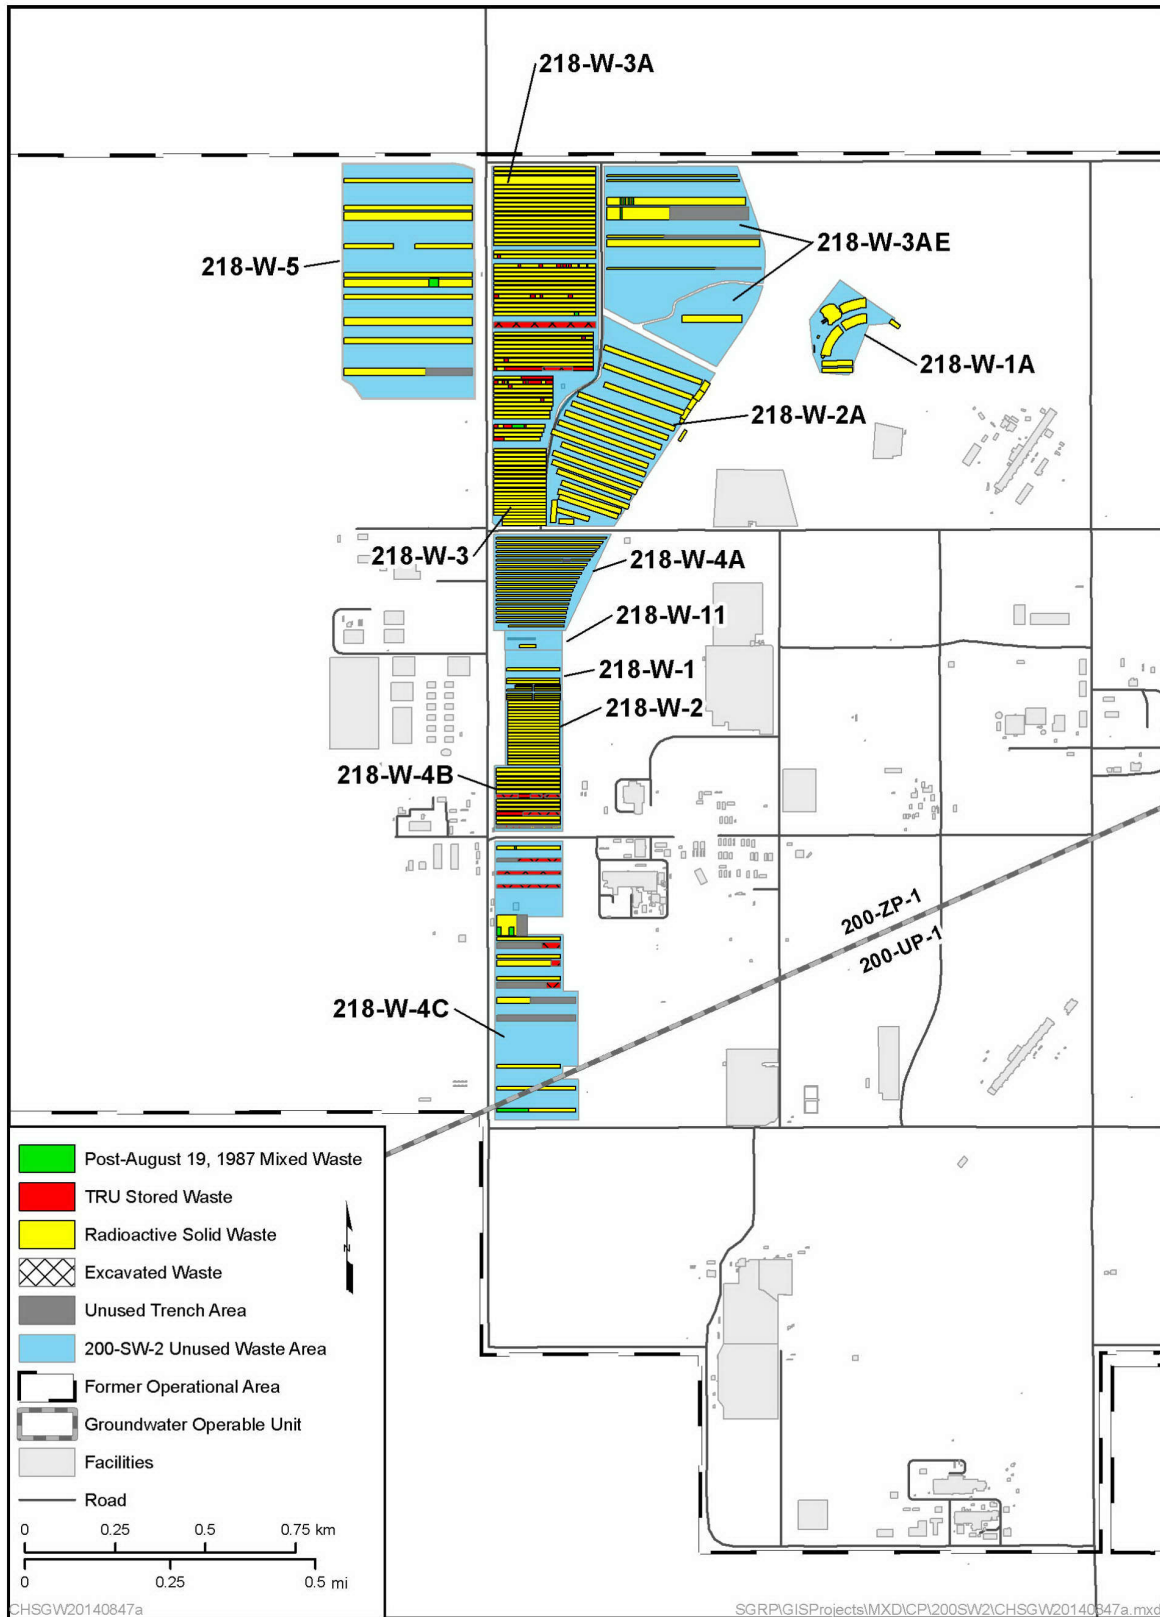 218-W-3A
218-W-3AE
218-W-5
218-W-1A
218-W-2A
218-W-3
218-W-4A
218-W-11
218-W-1
218-W-2
218-W-4B
200-ZP-1
200-UP-1
218-W-4C
Post-August 19, 1987 Mixed Waste
TRU Stored Waste
Radioactive Solid Waste
N
Excavated Waste
Unused Trench Area
200-SW-2 Unused Waste Area
Former Operational Area
Groundwater Operable Unit
Facilities
Road
0 0.25 0.5 0.75 km
0 0.25 0.5 mi
CHSGW20140847a
SGRP\GISProjects\MXD\CP\200SW2\CHSGW20140847a.mxd